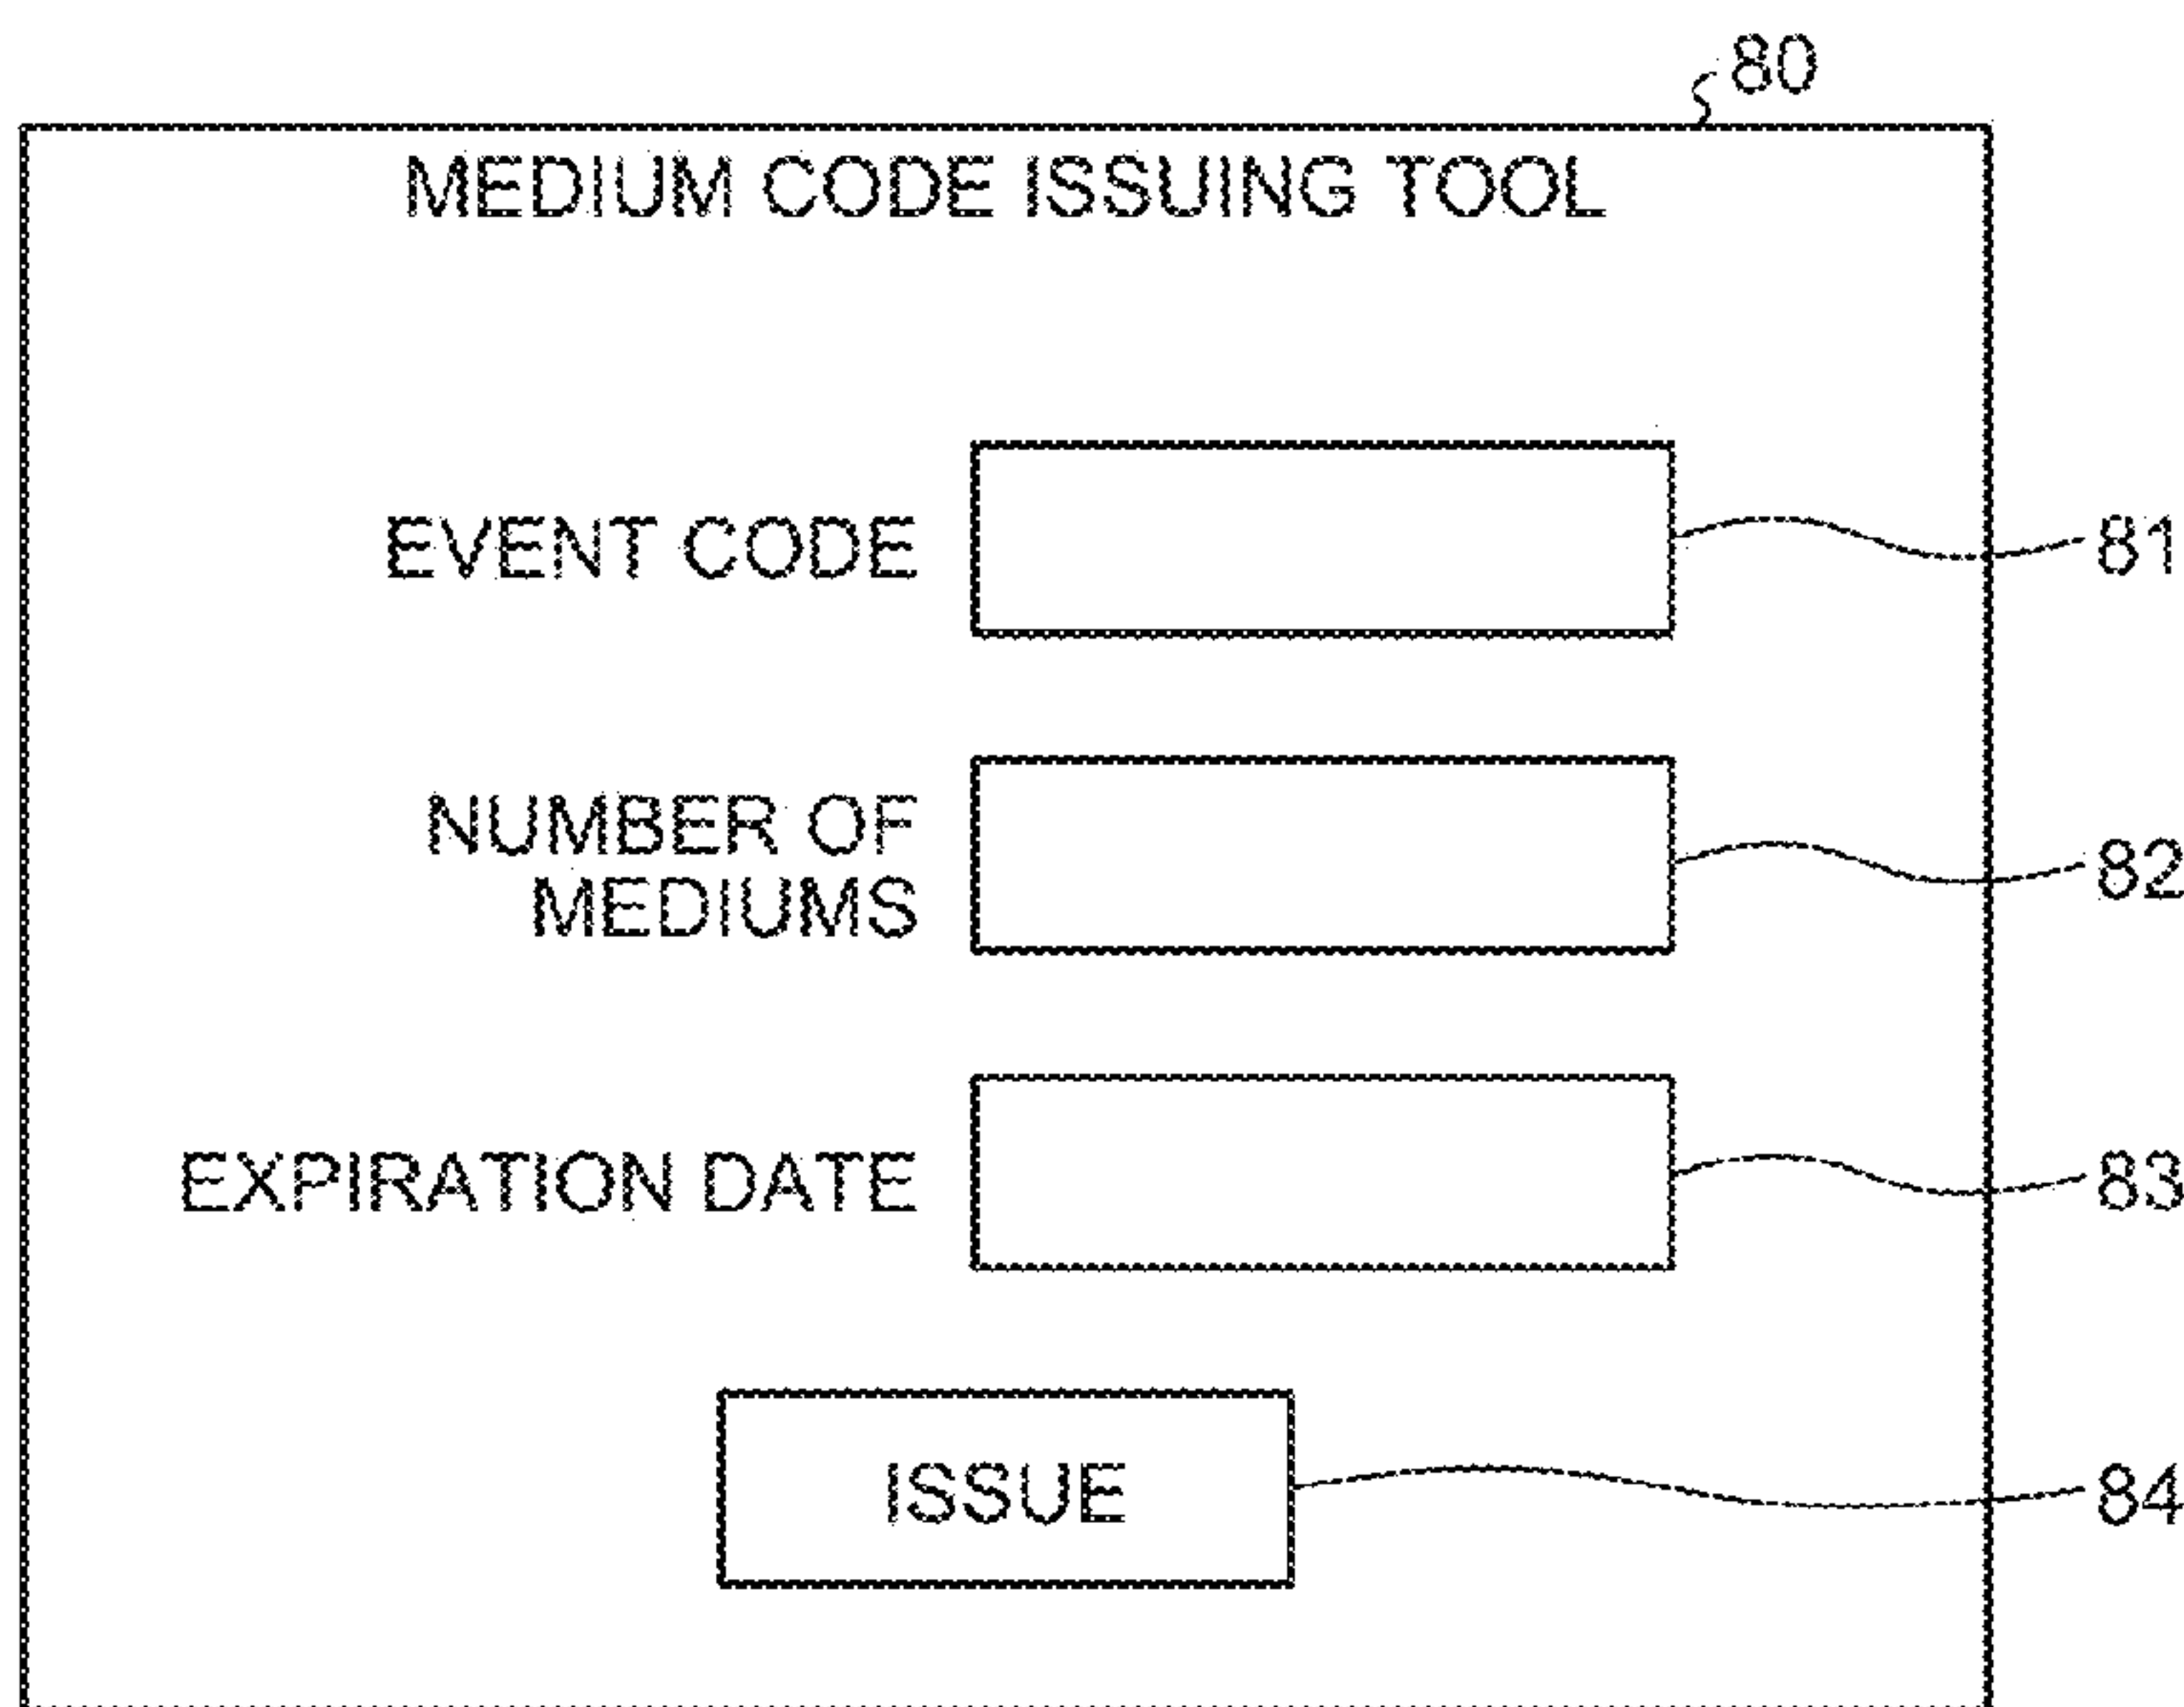 80
MEDIUM CODE ISSUING TOOL
EVENT CODE
81
NUMBER OF
MEDIUMS
82
EXPIRATION DATE
83
ISSUE
84